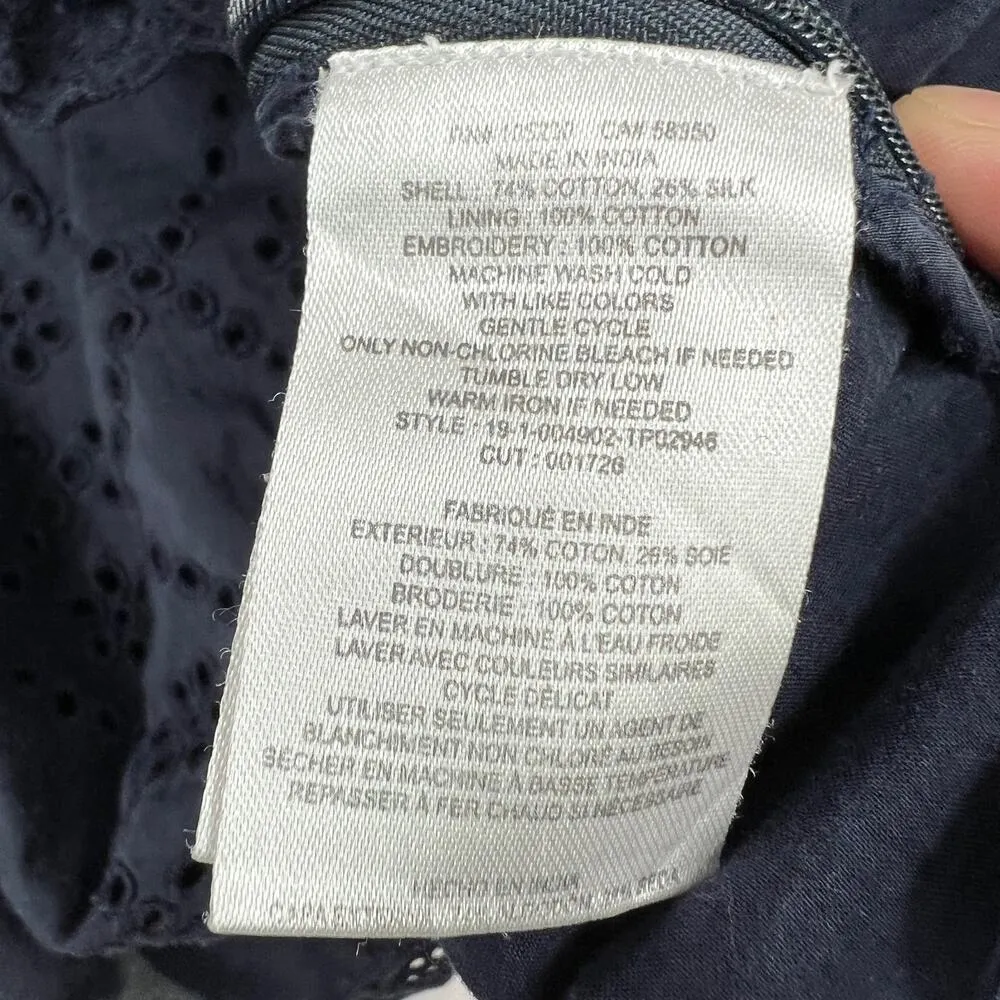 CA# 58950
MADE IN INDIA
SHELL : 74% COTTON, 26% SILK
LINING : 100% COTTON
EMBROIDERY : 100% COTTON
MACHINE WASH COLD
WITH LIKE COLORS
GENTLE CYCLE
ONLY NON-CHLORINE BLEACH IF NEEDED
TUMBLE DRY LOW
WARM IRON IF NEEDED
STYLE : 19-1-004902-TP02946
CUT : 001726
FABRIQUÉ EN INDE
EXTERIEUR : 74% COTON, 26% SOIE
DOUBLURE : 100% COTON
BRODERIE : 100% COTON
LAVER EN MACHINE À L'EAU FROIDE
LAVER AVEC COULEURS SIMILAIRES
CYCLE DÉLICAT
UTILISER SEULEMENT UN AGENT DE
BLANCHIMENT NON CHLORE AU BESOIN
SECHER EN MACHINE A BASSE TEMPÉRATURE
REPASSER À FER CHAUD SI NÉCESSAIRE
HECHO EN INDIA